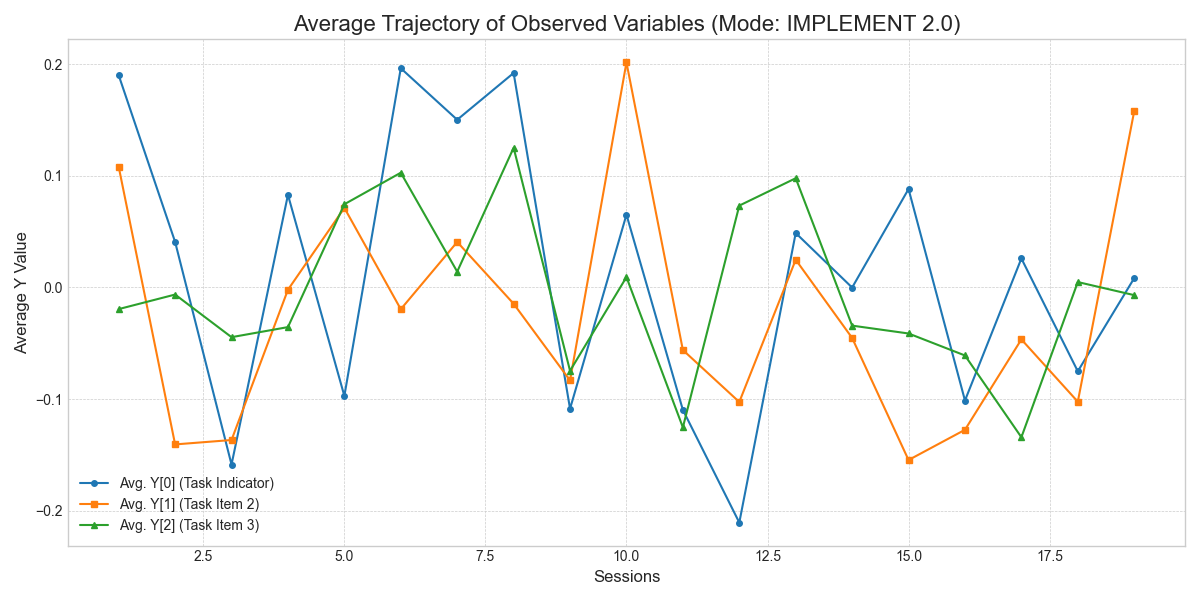 Average Trajectory of Observed Variables (Mode: IMPLEMENT 2.0)
Average Y Value
0.2
0.1
0.0
−0.1
−0.2
Avg. Y[0] (Task Indicator)
Avg. Y[1] (Task Item 2)
Avg. Y[2] (Task Item 3)
2.5 5.0 7.5 10.0 12.5 15.0 17.5
Sessions